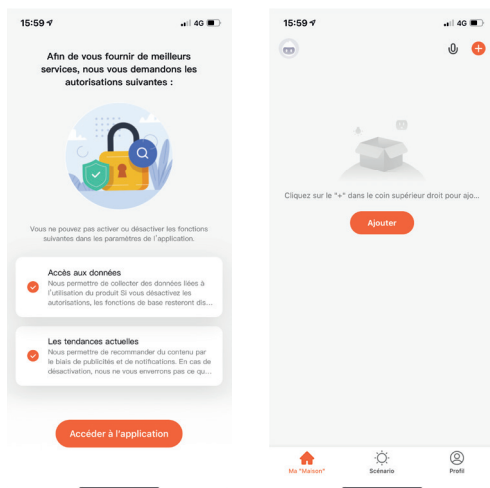 15:59
4G
Afin de vous fournir de meilleurs
services, nous vous demandons les
autorisations suivantes :
Vous ne pouvez pas activer ou désactiver les fonctions
suivantes dans les paramètres de l'application.
Accès aux données
Nous permettre de collecter des données liées à
l'utilisation du produit Si vous désactivez les
autorisations, les fonctions de base resteront dis...
Les tendances actuelles
Nous permettre de recommander du contenu par
le biais de publicités et de notifications. En cas de
désactivation, nous ne vous enverrons pas ce qu...
Accéder à l'application
15:59
4G
Cliquez sur le "+" dans le coin supérieur droit pour ajo...
Ajouter
Ma "Maison"
Scénario
Profil